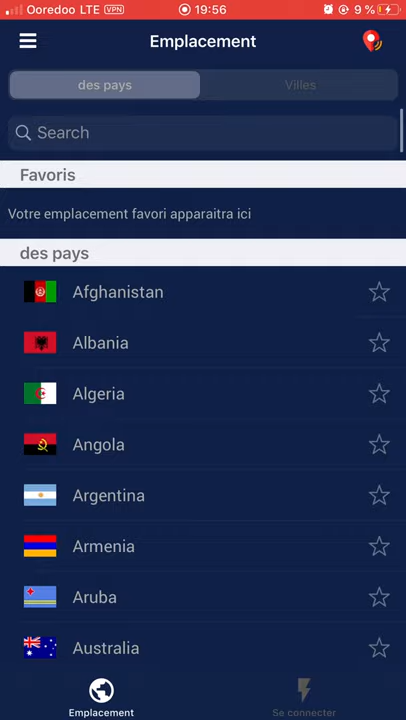 Ooredoo LTE VPN 19:56 9 %
Emplacement
des pays Villes
Search
Favoris
Votre emplacement favori apparaitra ici
des pays
Afghanistan
Albania
Algeria
Angola
Argentina
Armenia
Aruba
Australia
Emplacement Se connecter